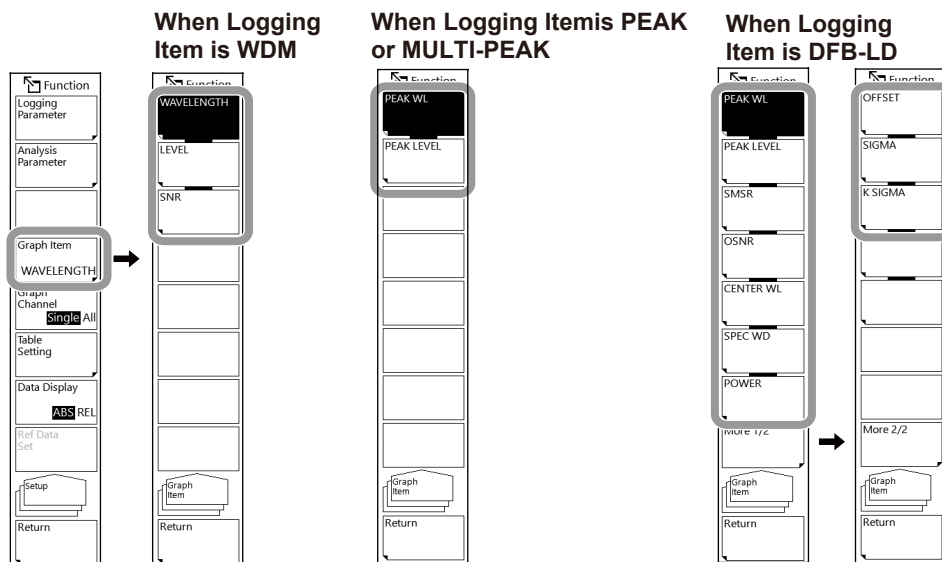 When Logging
Item is WDM
When Logging Itemis PEAK
or MULTI-PEAK
When Logging
Item is DFB-LD
Function
Logging
Parameter
Analysis
Parameter
Graph Item
WAVELENGTH
Graph
Channel
Single All
Table
Setting
Data Display
ABS REL
Ref Data
Set
Setup
Return
Function
WAVELENGTH
LEVEL
SNR
Graph
Item
Return
Function
PEAK WL
PEAK LEVEL
Graph
Item
Return
Function
PEAK WL
PEAK LEVEL
SMSR
OSNR
CENTER WL
SPEC WD
POWER
More 1/2
Graph
Item
Return
Function
OFFSET
SIGMA
K SIGMA
More 2/2
Graph
Item
Return